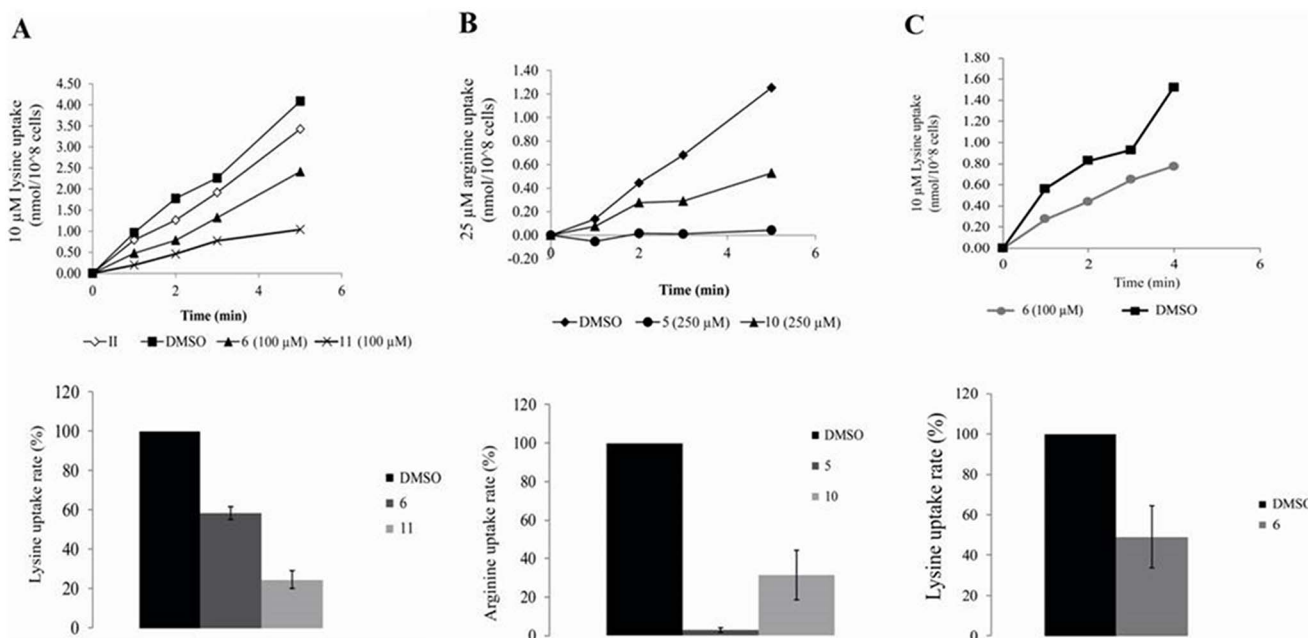 A
10 µM lysine uptake
(nmol/10^8 cells)
4.50
4.00
3.50
3.00
2.50
2.00
1.50
1.00
0.50
0.00
0
2
4
6
Time (min)
II
DMSO
6 (100 µM)
11 (100 µM)
B
25 µM arginine uptake
(nmol/10^8 cells)
1.40
1.20
1.00
0.80
0.60
0.40
0.20
0.00
-0.20
0
2
4
6
Time (min)
DMSO
5 (250 µM)
10 (250 µM)
C
10 µM Lysine uptake
(nmol/10^8 cells)
1.80
1.60
1.40
1.20
1.00
0.80
0.60
0.40
0.20
0.00
0
2
4
6
Time (min)
6 (100 µM)
DMSO
Lysine uptake rate (%)
120
100
80
60
40
20
0
DMSO
6
11
Arginine uptake rate (%)
120
100
80
60
40
20
0
DMSO
5
10
Lysine uptake rate (%)
120
100
80
60
40
20
0
DMSO
6